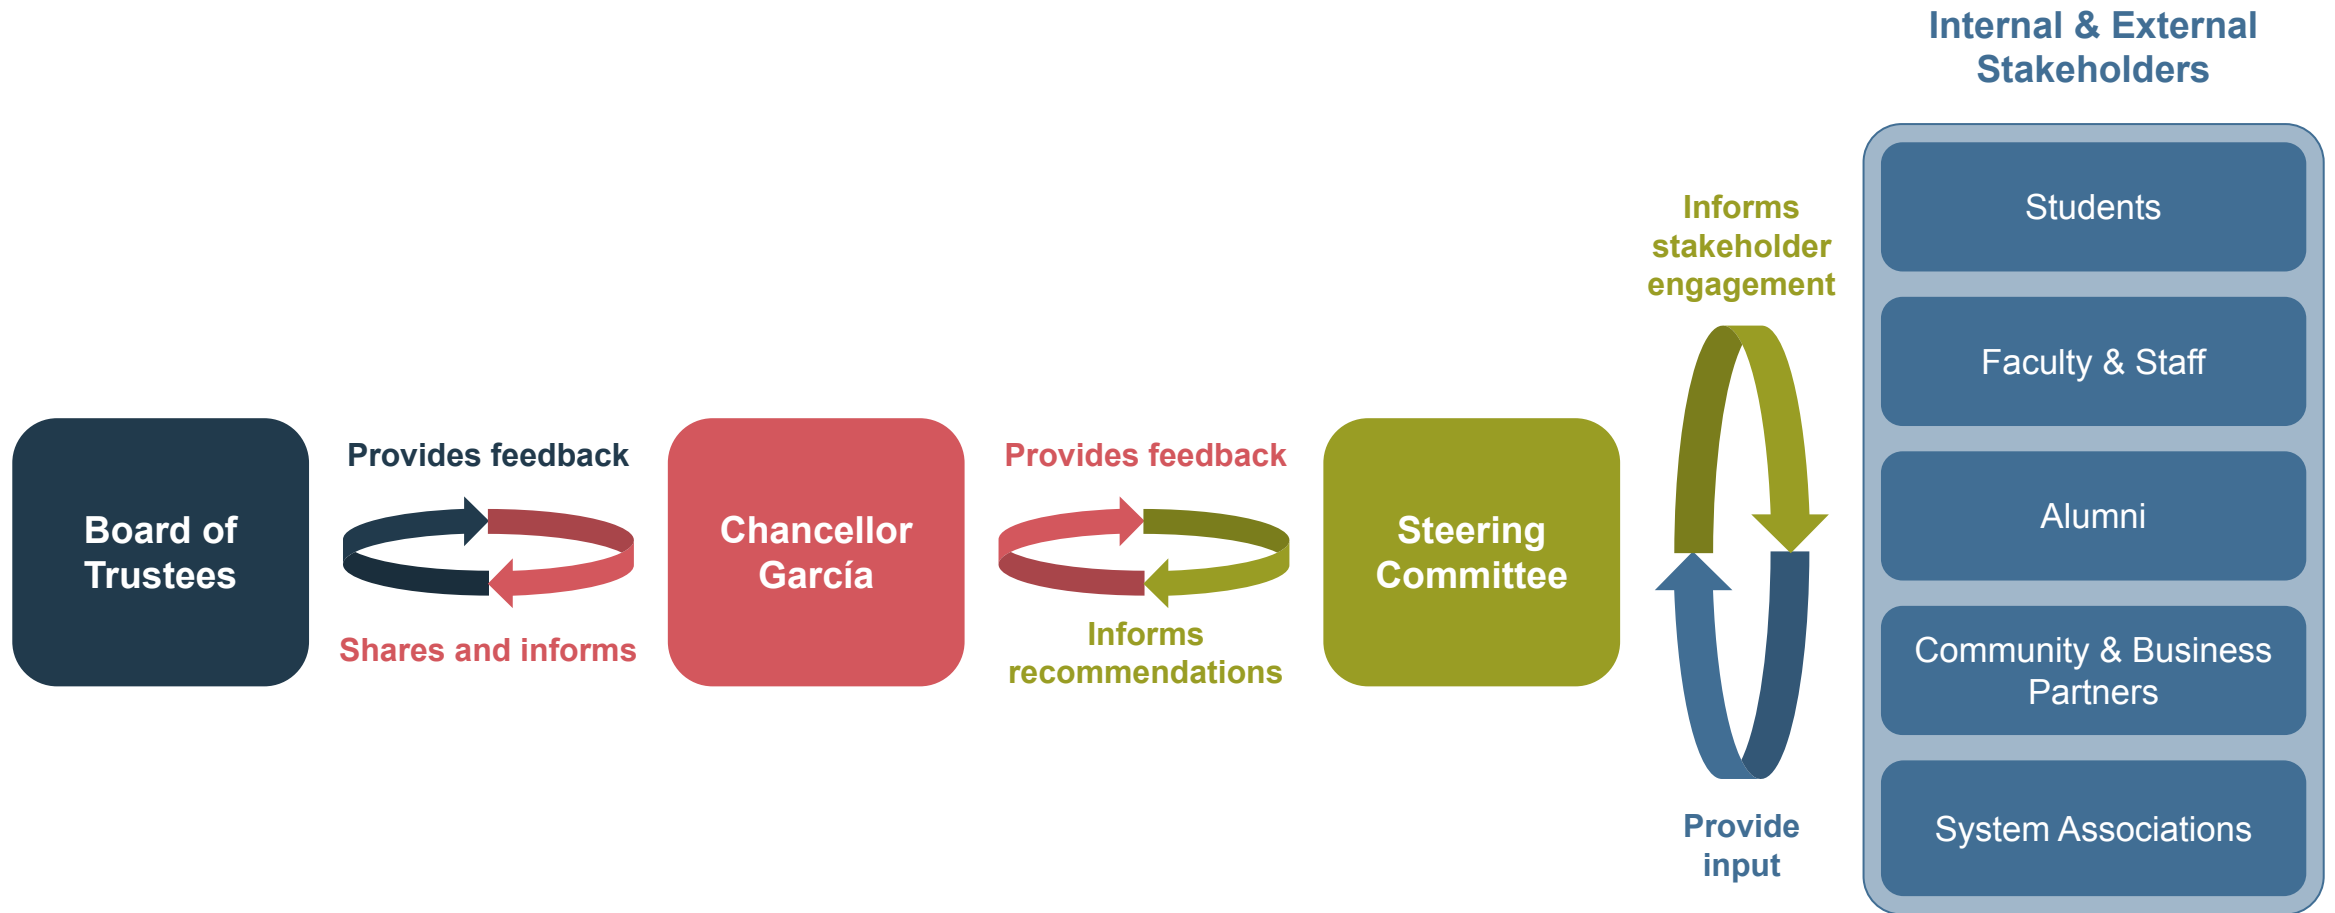 Internal & External
Stakeholders
Board of
Trustees
Provides feedback
Shares and informs
Chancellor
García
Provides feedback
Informs
recommendations
Steering
Committee
Informs
stakeholder
engagement
Provide
input
Students
Faculty & Staff
Alumni
Community & Business
Partners
System Associations